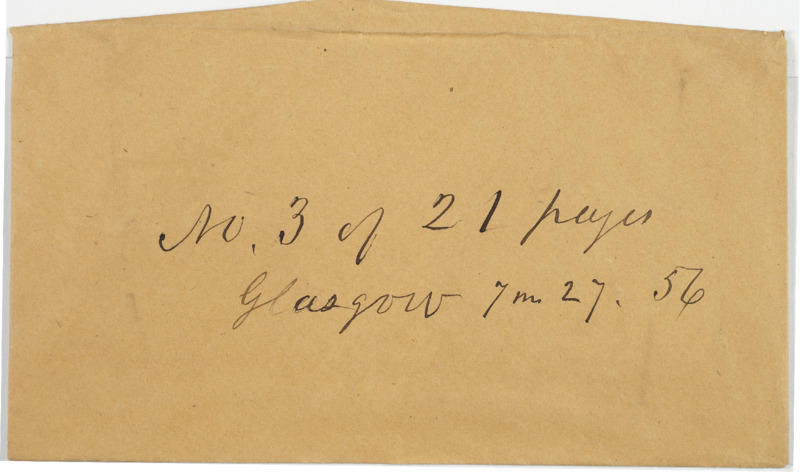 No. 3 of 21 pages
Glasgow 7m. 27. 56